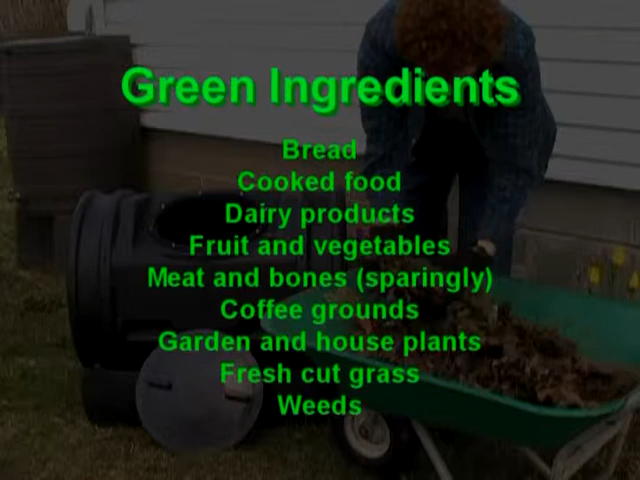 Green Ingredients
Bread
Cooked food
Dairy products
Fruit and vegetables
Meat and bones (sparingly)
Coffee grounds
Garden and house plants
Fresh cut grass
Weeds